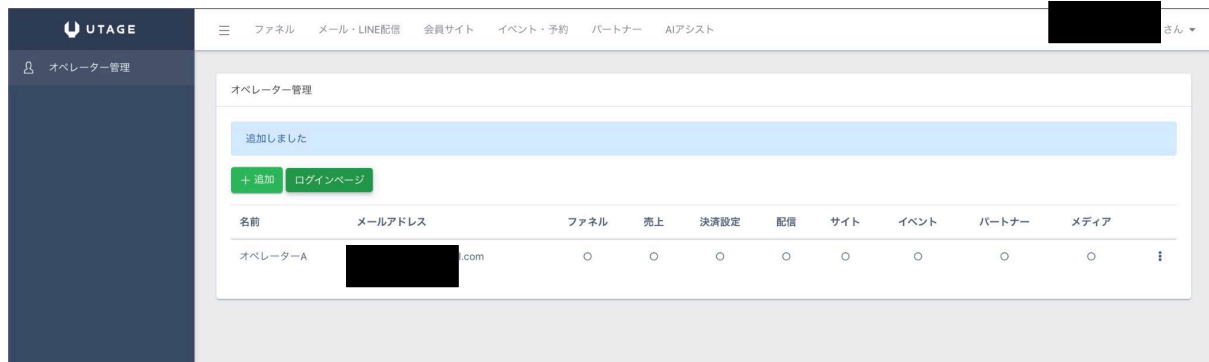 UTAGE
ファネル メール・LINE配信 会員サイト イベント・予約 パートナー AIアシスト
さん
オペレーター管理
オペレーター管理
追加しました
+ 追加 ログインページ
名前 メールアドレス ファネル 売上 決済設定 配信 サイト イベント パートナー メディア
オペレーターA l.com ○ ○ ○ ○ ○ ○ ○ ○